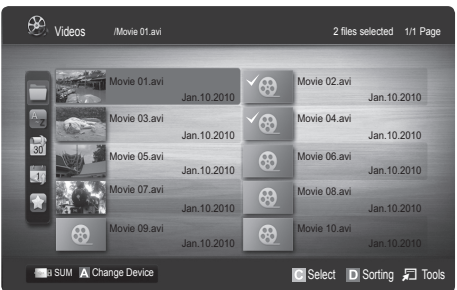 Videos /Movie 01.avi 2 files selected 1/1 Page
Movie 01.avi Movie 02.avi
Jan.10.2010 Jan.10.2010
Movie 03.avi Movie 04.avi
Jan.10.2010 Jan.10.2010
Movie 05.avi Movie 06.avi
Jan.10.2010 Jan.10.2010
Movie 07.avi Movie 08.avi
Jan.10.2010 Jan.10.2010
Movie 09.avi Movie 10.avi
Jan.10.2010 Jan.10.2010
A
Z
30
1
SUM A Change Device C Select D Sorting Tools